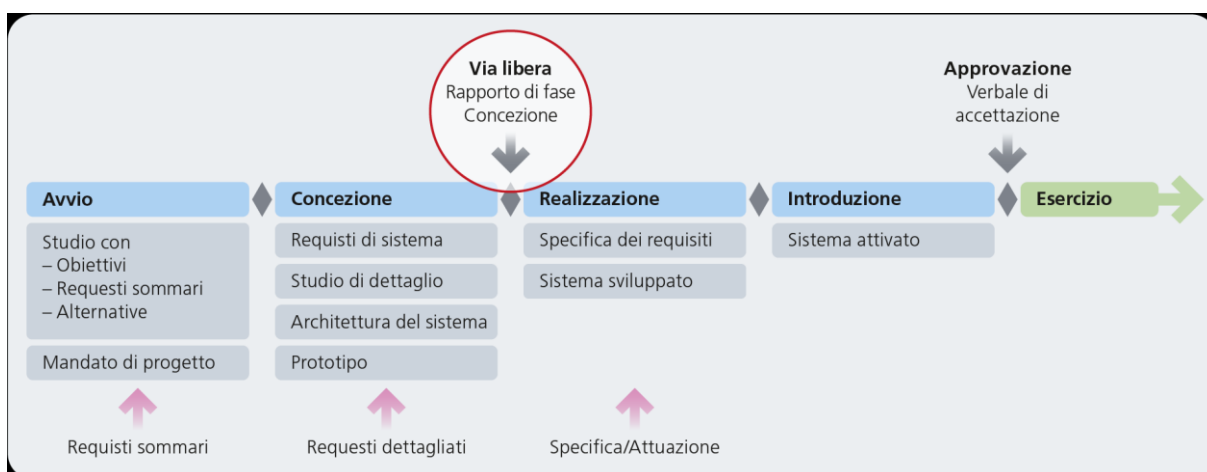 Via libera
Rapporto di fase
Concezione
Approvazione
Verbale di
accettazione
Avvio
Concezione
Realizzazione
Introduzione
Esercizio
Studio con
– Obiettivi
– Requesti sommari
– Alternative
Mandato di progetto
Requisti di sistema
Studio di dettaglio
Architettura del sistema
Prototipo
Specifica dei requisiti
Sistema sviluppato
Sistema attivato
Requisti sommari
Requesti dettagliati
Specifica/Attuazione